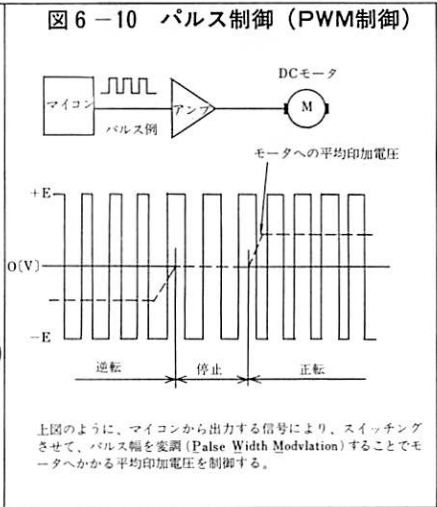 図6-10 パルス制御(PWM制御)
DCモータ
マイコン
アンプ
M
パルス例
モータへの平均印加電圧
+E
0〔V〕
-E
逆転
停止
正転
上図のように、マイコンから出力する信号により、スイッチング
させて、パルス幅を変調(Palse Width Modvlation)することでモ
ータへかかる平均印加電圧を制御する。